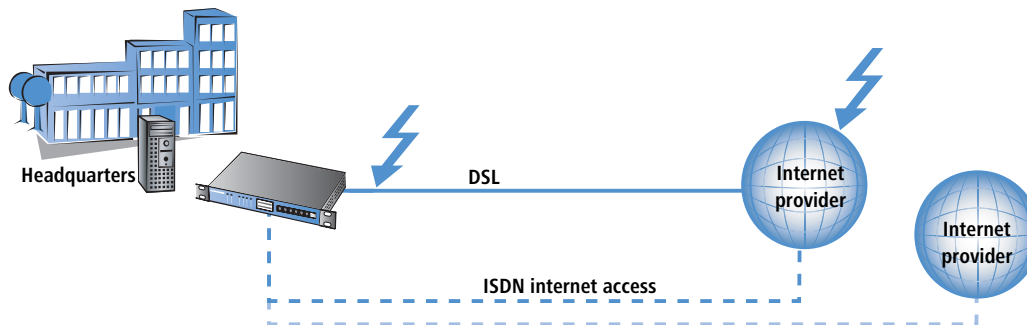 Headquarters
DSL
Internet
provider
Internet
provider
ISDN internet access